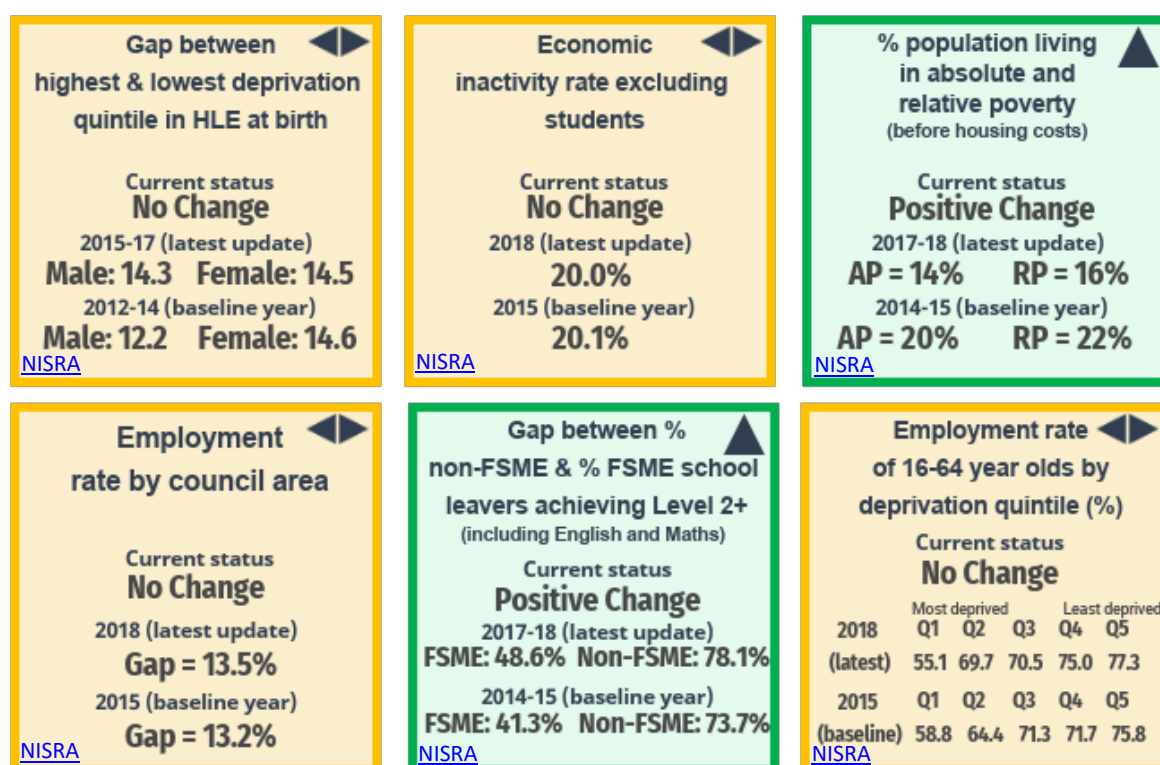 Gap between
highest & lowest deprivation
quintile in HLE at birth
Current status
No Change
2015-17 (latest update)
Male: 14.3 Female: 14.5
2012-14 (baseline year)
Male: 12.2 Female: 14.6
NISRA
Economic
inactivity rate excluding
students
Current status
No Change
2018 (latest update)
20.0%
2015 (baseline year)
20.1%
NISRA
% population living
in absolute and
relative poverty
(before housing costs)
Current status
Positive Change
2017-18 (latest update)
AP = 14% RP = 16%
2014-15 (baseline year)
AP = 20% RP = 22%
NISRA
Employment
rate by council area
Current status
No Change
2018 (latest update)
Gap = 13.5%
2015 (baseline year)
Gap = 13.2%
NISRA
Gap between %
non-FSME & % FSME school
leavers achieving Level 2+
(including English and Maths)
Current status
Positive Change
2017-18 (latest update)
FSME: 48.6% Non-FSME: 78.1%
2014-15 (baseline year)
FSME: 41.3% Non-FSME: 73.7%
NISRA
Employment rate
of 16-64 year olds by
deprivation quintile (%)
Current status
No Change
Most deprived Least deprived
2018 Q1 Q2 Q3 Q4 Q5
(latest) 55.1 69.7 70.5 75.0 77.3
2015 Q1 Q2 Q3 Q4 Q5
(baseline) 58.8 64.4 71.3 71.7 75.8
NISRA